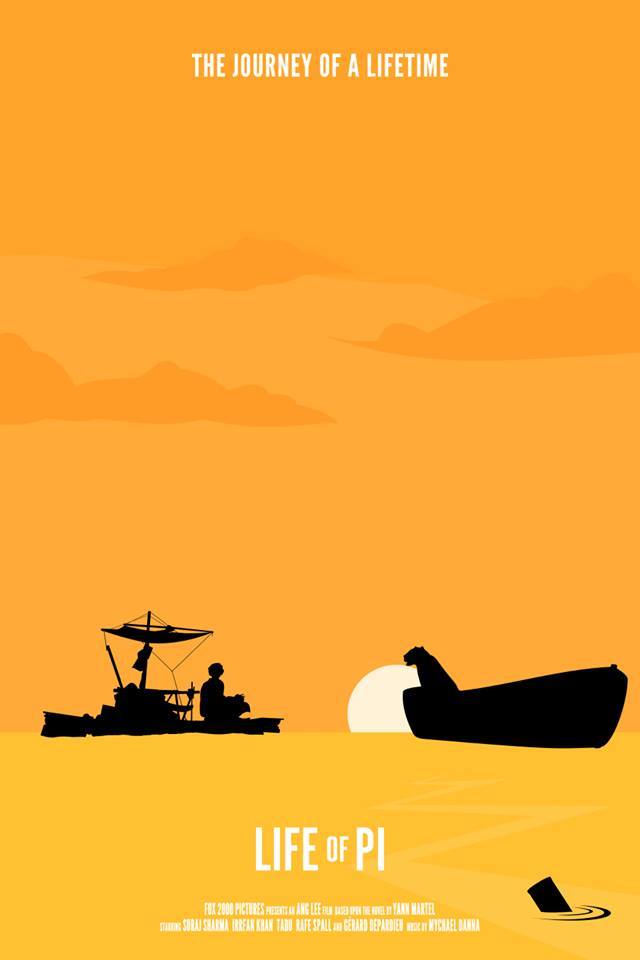 THE JOURNEY OF A LIFETIME
LIFE OF PI
FOX 2000 PICTURES PRESENTS AN ANG LEE FILM BASED UPON THE NOVEL BY YANN MARTEL
STARRING SURAJ SHARMA IRRFAN KHAN TABU RAFE SPALL AND GÉRARD DEPARDIEU MUSIC BY MYCHAEL DANNA